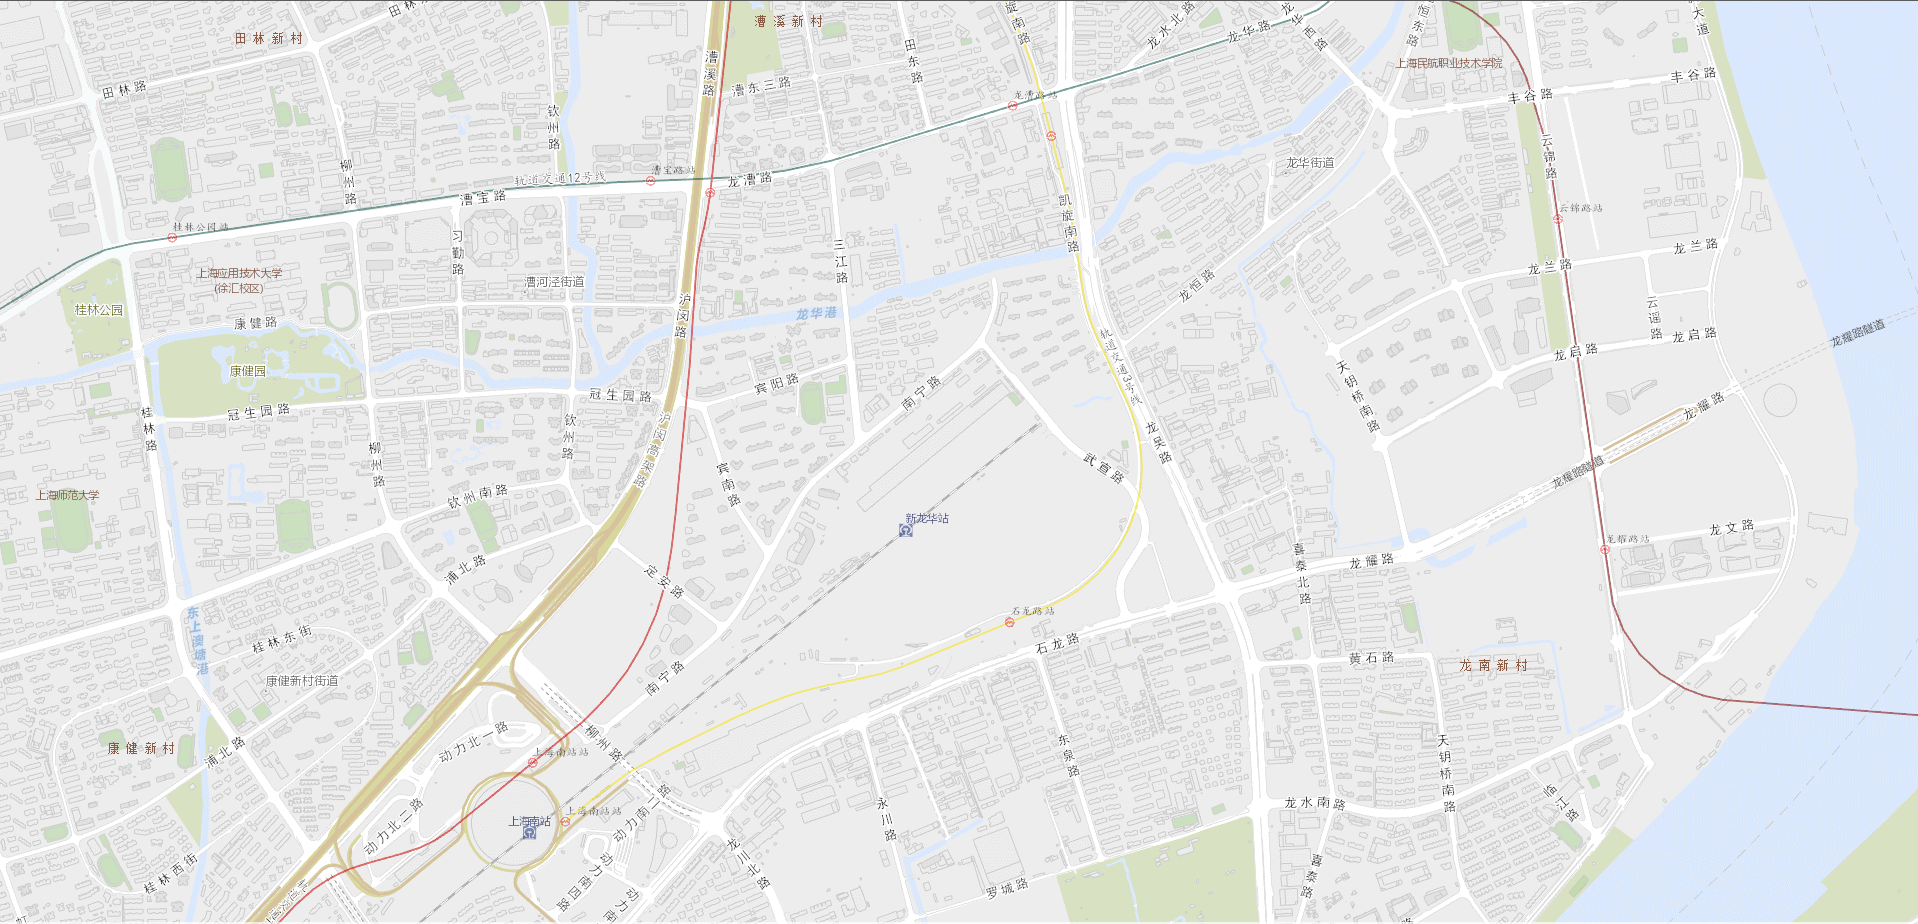 田林路
漕溪新村
田林新村
漕溪路
田东路
漕东三路
龙水北路
龙华路
龙华西路
恒东路
上海民航职业技术学院
大道
丰谷路
丰谷路
田林路
钦州路
旋南路
龙漕路站
云锦路
柳州路
漕宝路站
轨道交通12号线
漕宝路
龙漕路
龙华街道
凯旋南路
云锦路站
桂林公园站
习勤路
三江路
龙兰路
龙兰路
上海应用技术大学
(徐汇校区)
漕河泾街道
龙恒路
桂林公园
康健路
沪闵路
龙华港
云谣路
龙启路
龙启路
龙耀路隧道
轨道交通3号线
康健园
宾阳路
南宁路
天钥桥南路
冠生园路
冠生园路
龙耀路
桂林路
钦州路
柳州路
龙吴路
武宣路
宾南路
龙耀路隧道
上海师范大学
钦州南路
新龙华站
龙文路
龙耀路站
喜泰北路
龙耀路
浦北路
定安路
石龙路站
东上澳塘港
桂林东街
石龙路
黄石路
龙南新村
康健新村街道
南宁路
康健新村
浦北路
动力北一路
柳州路
上海南站站
东泉路
天钥桥南路
上海南站
上海南站站
动力南二路
动力北二路
永川路
龙水南路
临江路
桂林西街
龙川北路
动力南四路
罗城路
喜泰路